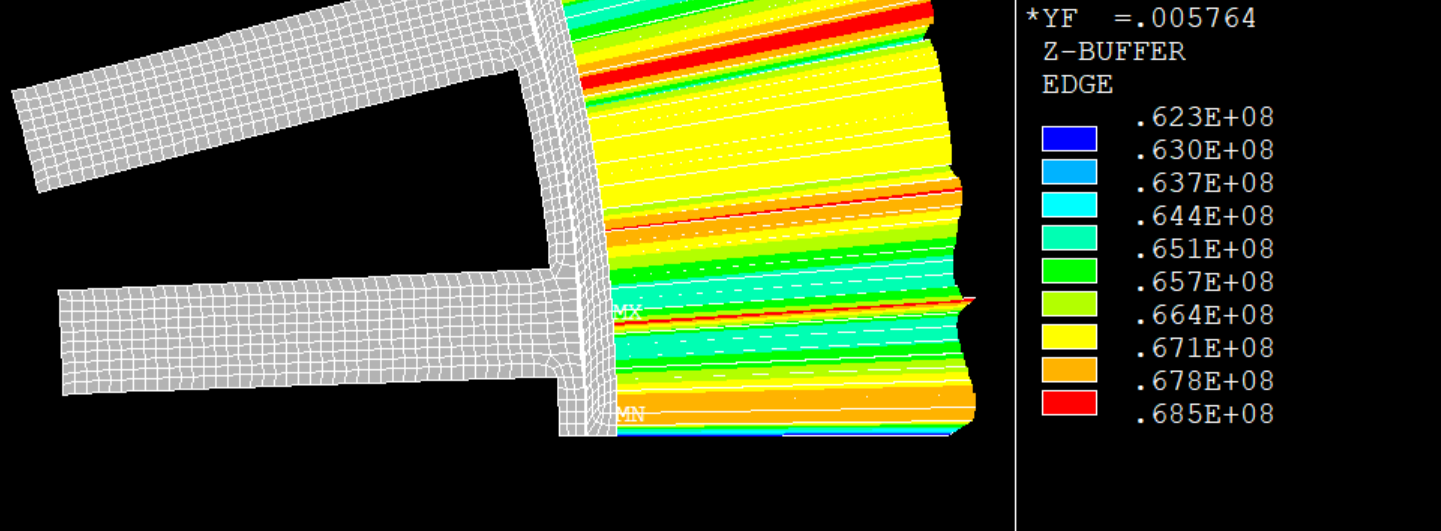 *YF  =.005764
Z-BUFFER
EDGE
.623E+08
.630E+08
.637E+08
.644E+08
.651E+08
.657E+08
.664E+08
.671E+08
.678E+08
.685E+08
MX
MN